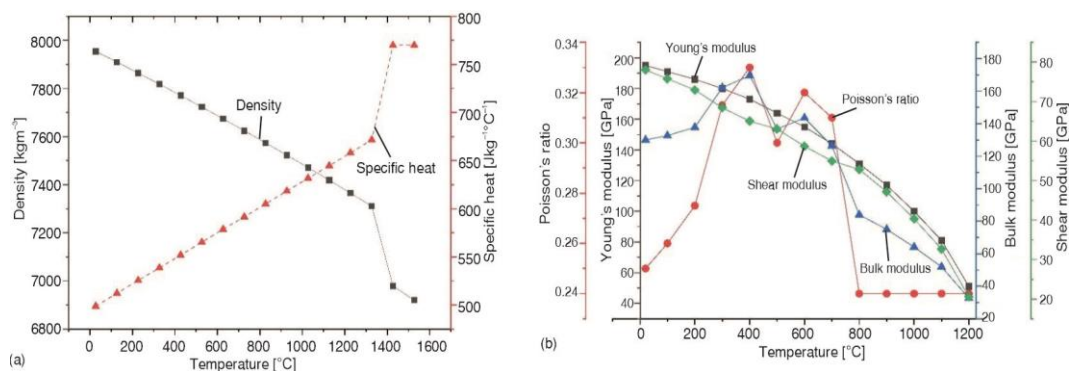 8000
7800
7600
7400
7200
7000
6800
Density [kgm⁻³]
Density
Specific heat
800
750
700
650
600
550
500
Specific heat [Jkg⁻¹°C⁻¹]
0 200 400 600 800 1000 1200 1400 1600
Temperature [°C]
(a)
0.34
0.32
0.30
0.28
0.26
0.24
Poisson's ratio
200
180
160
140
120
100
80
60
40
Young's modulus [GPa]
Young's modulus
Poisson's ratio
Shear modulus
Bulk modulus
180
160
140
120
100
80
60
40
20
Bulk modulus [GPa]
80
70
60
50
40
30
20
Shear modulus [GPa]
0 200 400 600 800 1000 1200
Temperature [°C]
(b)